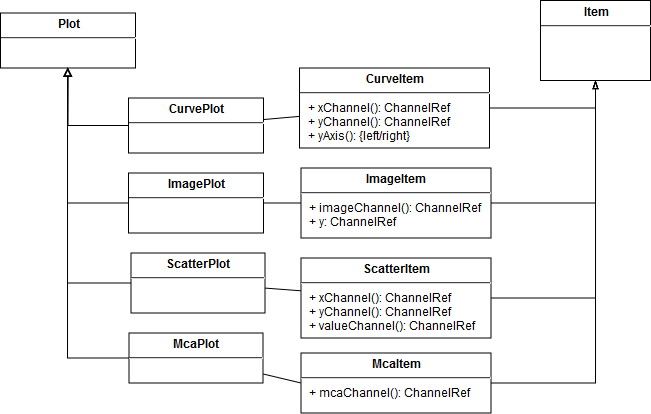 Plot
Item
CurvePlot
CurveItem
+ xChannel(): ChannelRef
+ yChannel(): ChannelRef
+ yAxis(): {left/right}
ImagePlot
ImageItem
+ imageChannel(): ChannelRef
+ y: ChannelRef
ScatterPlot
ScatterItem
+ xChannel(): ChannelRef
+ yChannel(): ChannelRef
+ valueChannel(): ChannelRef
McaPlot
McaItem
+ mcaChannel(): ChannelRef